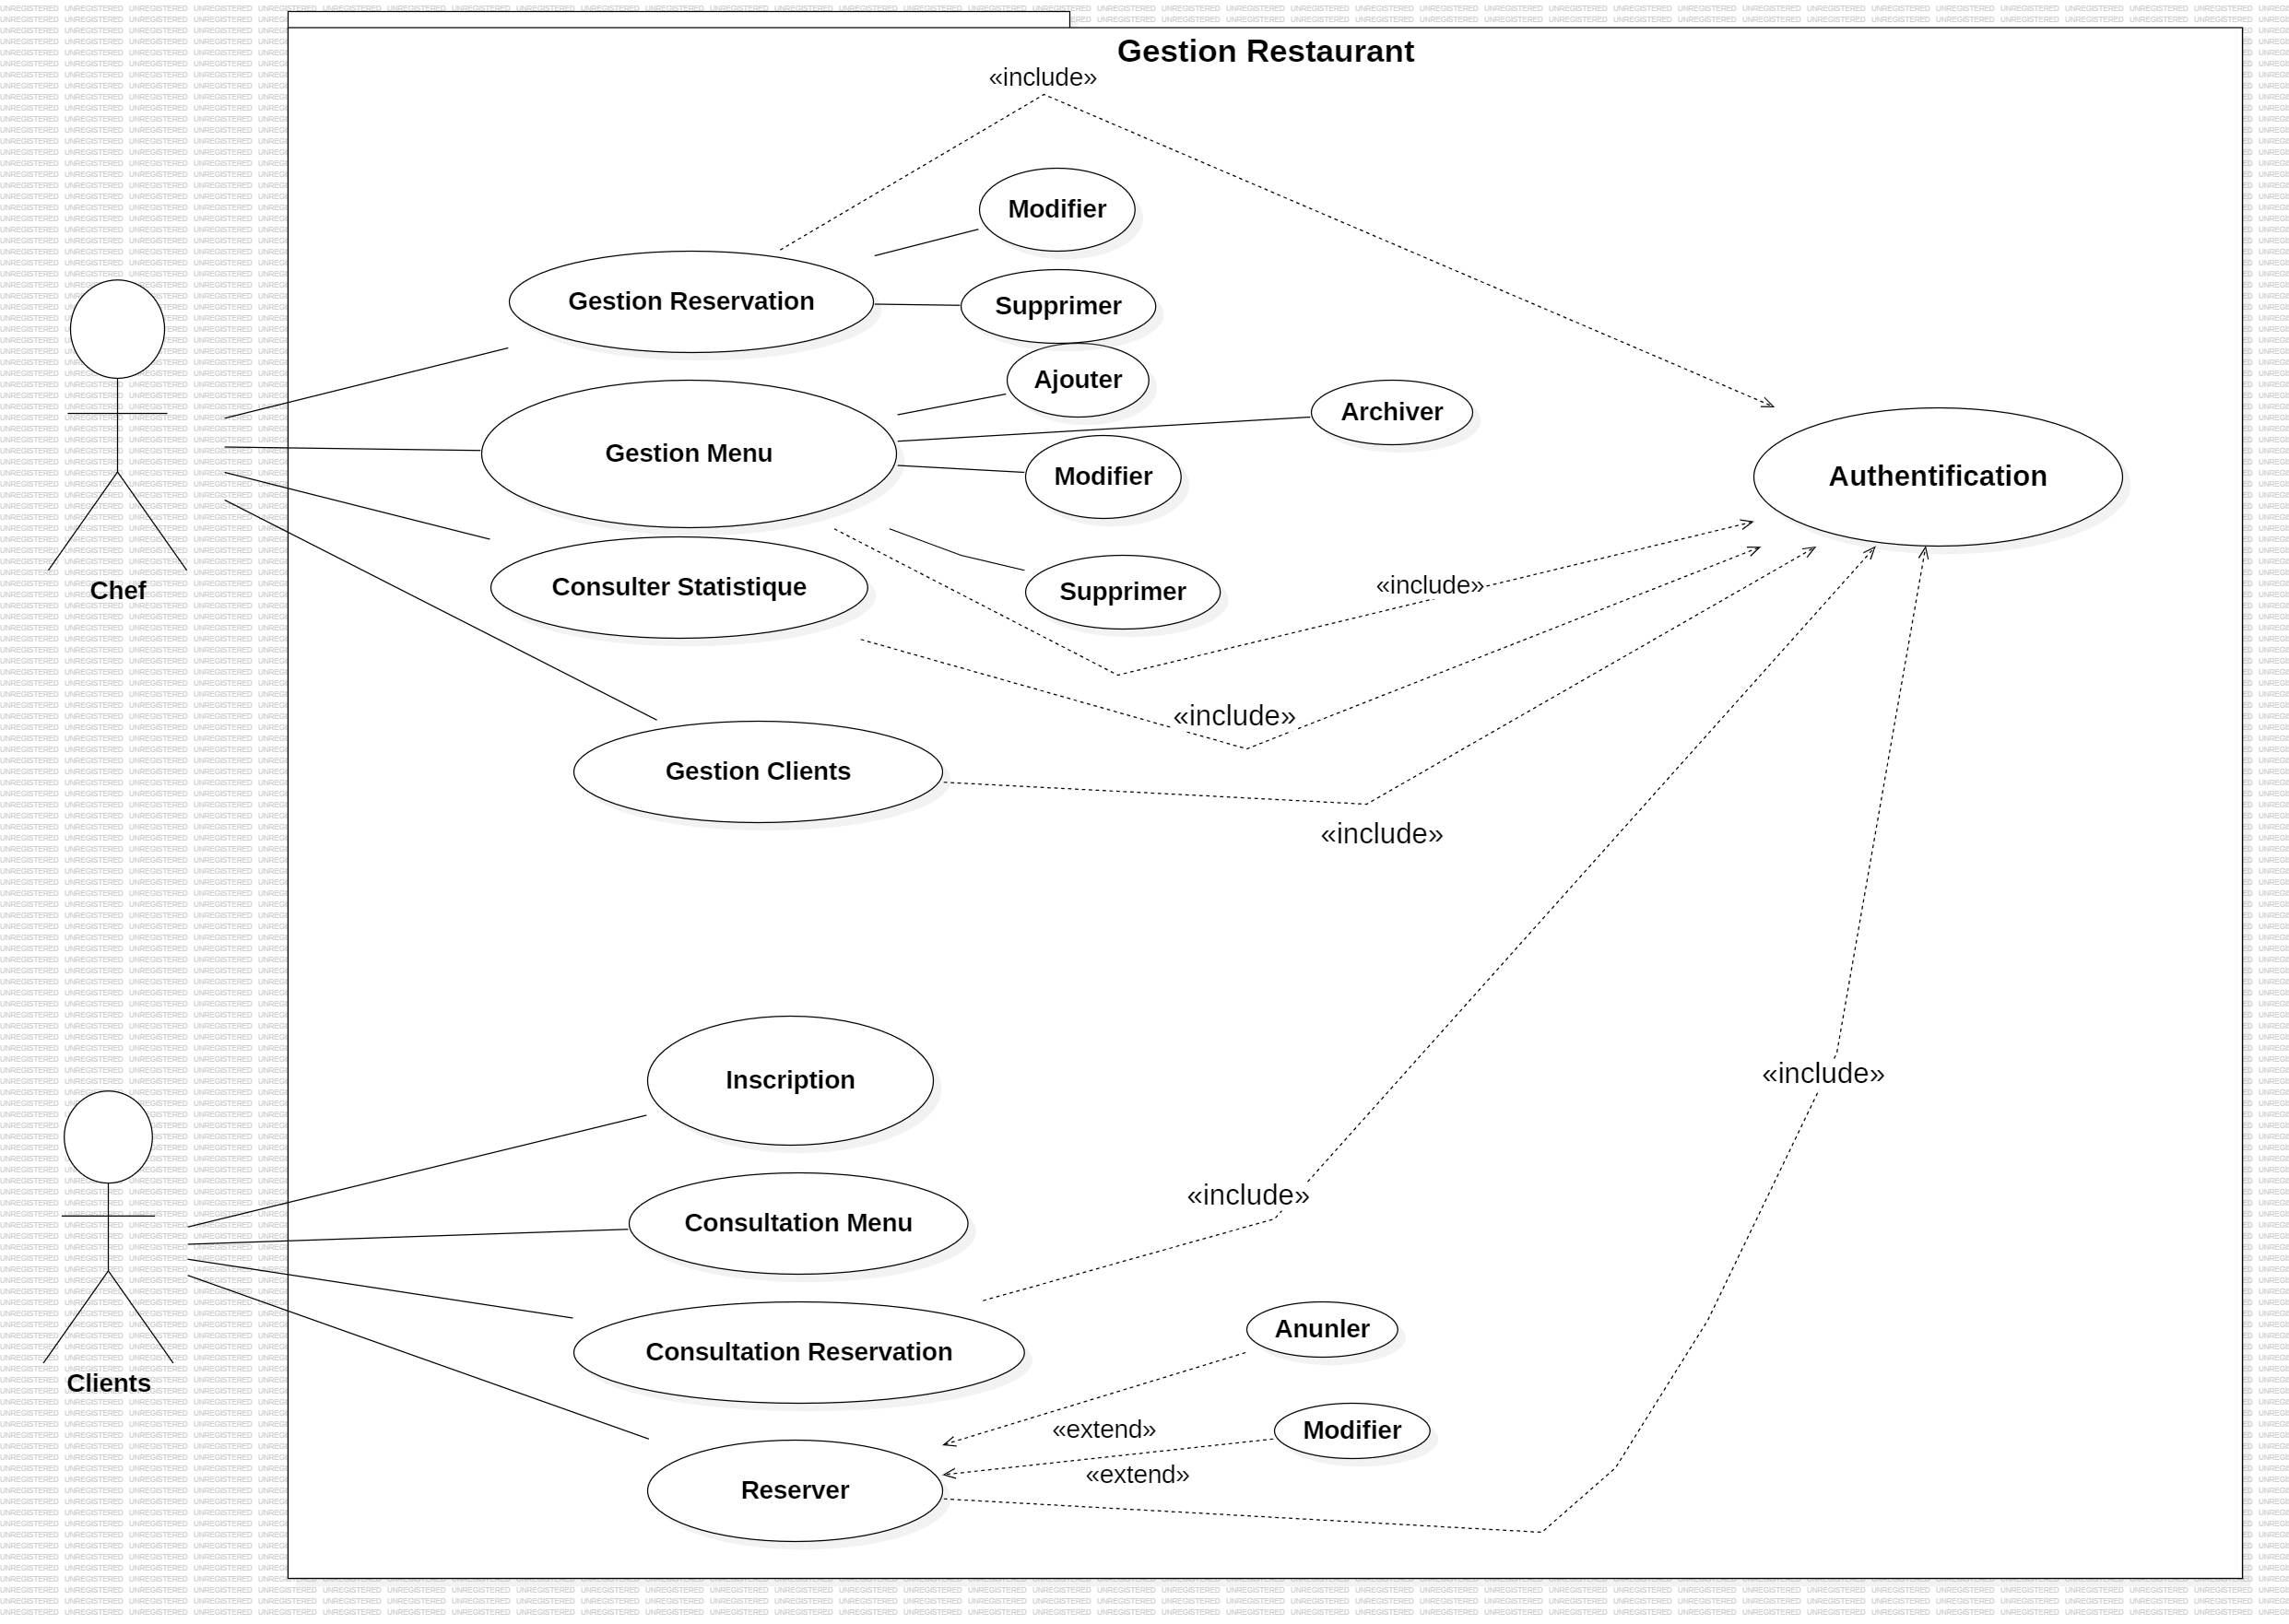 Gestion Restaurant
«include»
Modifier
Gestion Reservation
Supprimer
Ajouter
Archiver
Gestion Menu
Modifier
Authentification
Chef
Consulter Statistique
Supprimer
«include»
«include»
Gestion Clients
«include»
Inscription
«include»
Consultation Menu
«include»
Clients
Consultation Reservation
Anunler
«extend»
Modifier
«extend»
Reserver
UNREGISTERED